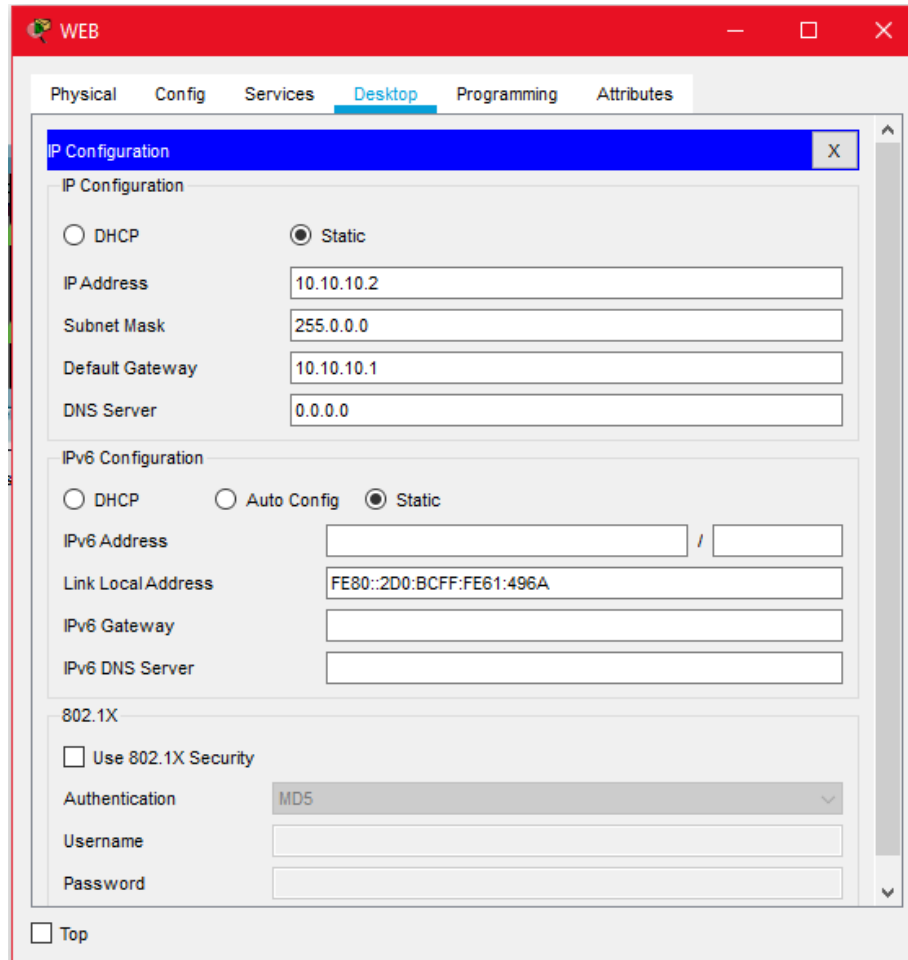 WEB
Physical Config Services Desktop Programming Attributes
IP Configuration X
IP Configuration
DHCP Static
IP Address 10.10.10.2
Subnet Mask 255.0.0.0
Default Gateway 10.10.10.1
DNS Server 0.0.0.0
IPv6 Configuration
DHCP Auto Config Static
IPv6 Address /
Link Local Address FE80::2D0:BCFF:FE61:496A
IPv6 Gateway
IPv6 DNS Server
802.1X
Use 802.1X Security
Authentication MD5
Username
Password
Top